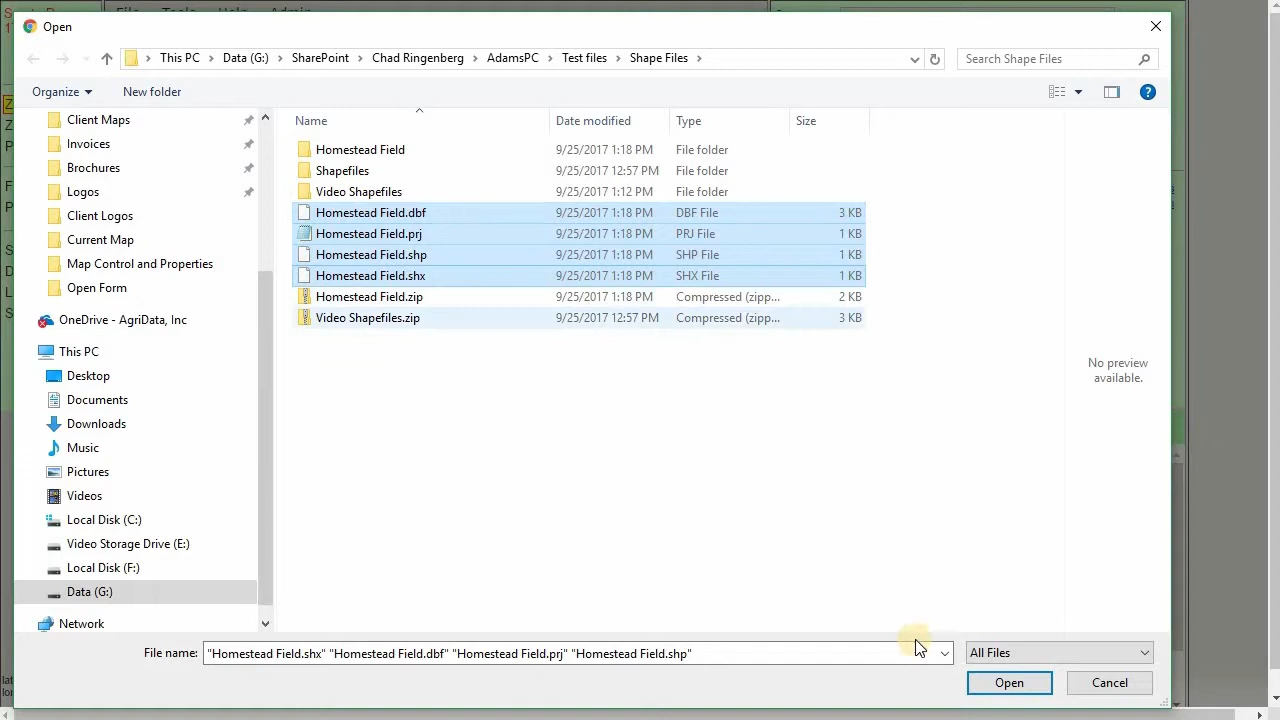 File Tools Help Admin
Open
This PC Data (G:) SharePoint Chad Ringenberg AdamsPC Test files Shape Files
Search Shape Files
Organize New folder
Name Date modified Type Size
Client Maps
Invoices
Brochures
Logos
Client Logos
Current Map
Map Control and Properties
Open Form
OneDrive - AgriData, Inc
This PC
Desktop
Documents
Downloads
Music
Pictures
Videos
Local Disk (C:)
Video Storage Drive (E:)
Local Disk (F:)
Data (G:)
Network
Homestead Field 9/25/2017 1:18 PM File folder
Shapefiles 9/25/2017 12:57 PM File folder
Video Shapefiles 9/25/2017 1:12 PM File folder
Homestead Field.dbf 9/25/2017 1:18 PM DBF File 3 KB
Homestead Field.prj 9/25/2017 1:18 PM PRJ File 1 KB
Homestead Field.shp 9/25/2017 1:18 PM SHP File 1 KB
Homestead Field.shx 9/25/2017 1:18 PM SHX File 1 KB
Homestead Field.zip 9/25/2017 1:18 PM Compressed (zipp... 2 KB
Video Shapefiles.zip 9/25/2017 12:57 PM Compressed (zipp... 3 KB
No preview
available.
File name: "Homestead Field.shx" "Homestead Field.dbf" "Homestead Field.prj" "Homestead Field.shp"
All Files
Open Cancel